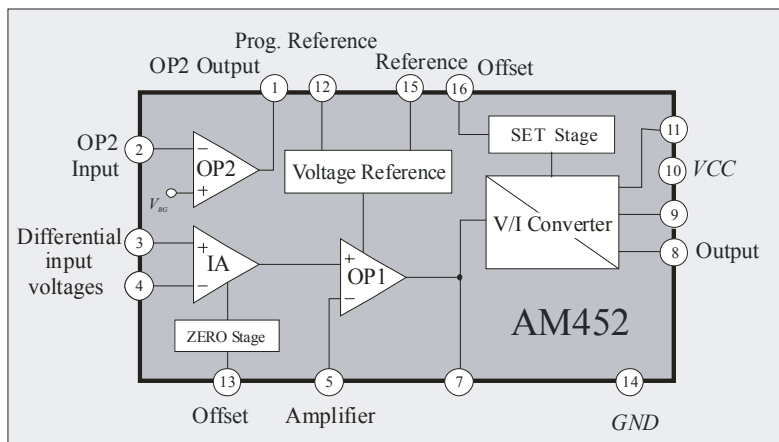 Prog. Reference
OP2 Output
Reference
Offset
1
12
15
16
SET Stage
11
OP2
Input
2
−
OP2
+
V_BG
Voltage Reference
10
VCC
V/I Converter
9
Differential
input
voltages
3
+
IA
−
4
+
OP1
−
8
Output
ZERO Stage
AM452
13
5
7
14
Offset
Amplifier
GND